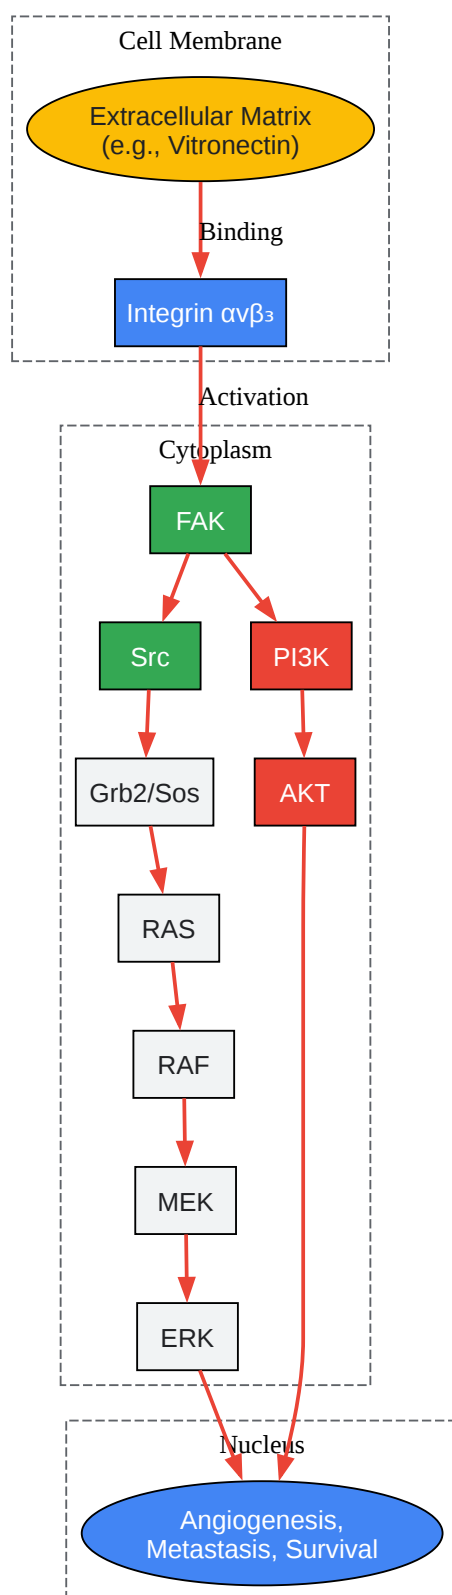 Cell Membrane
Extracellular Matrix
(e.g., Vitronectin)
Binding
Integrin αvβ₃
Activation
Cytoplasm
FAK
Src
PI3K
Grb2/Sos
AKT
RAS
RAF
MEK
ERK
Nucleus
Angiogenesis,
Metastasis, Survival